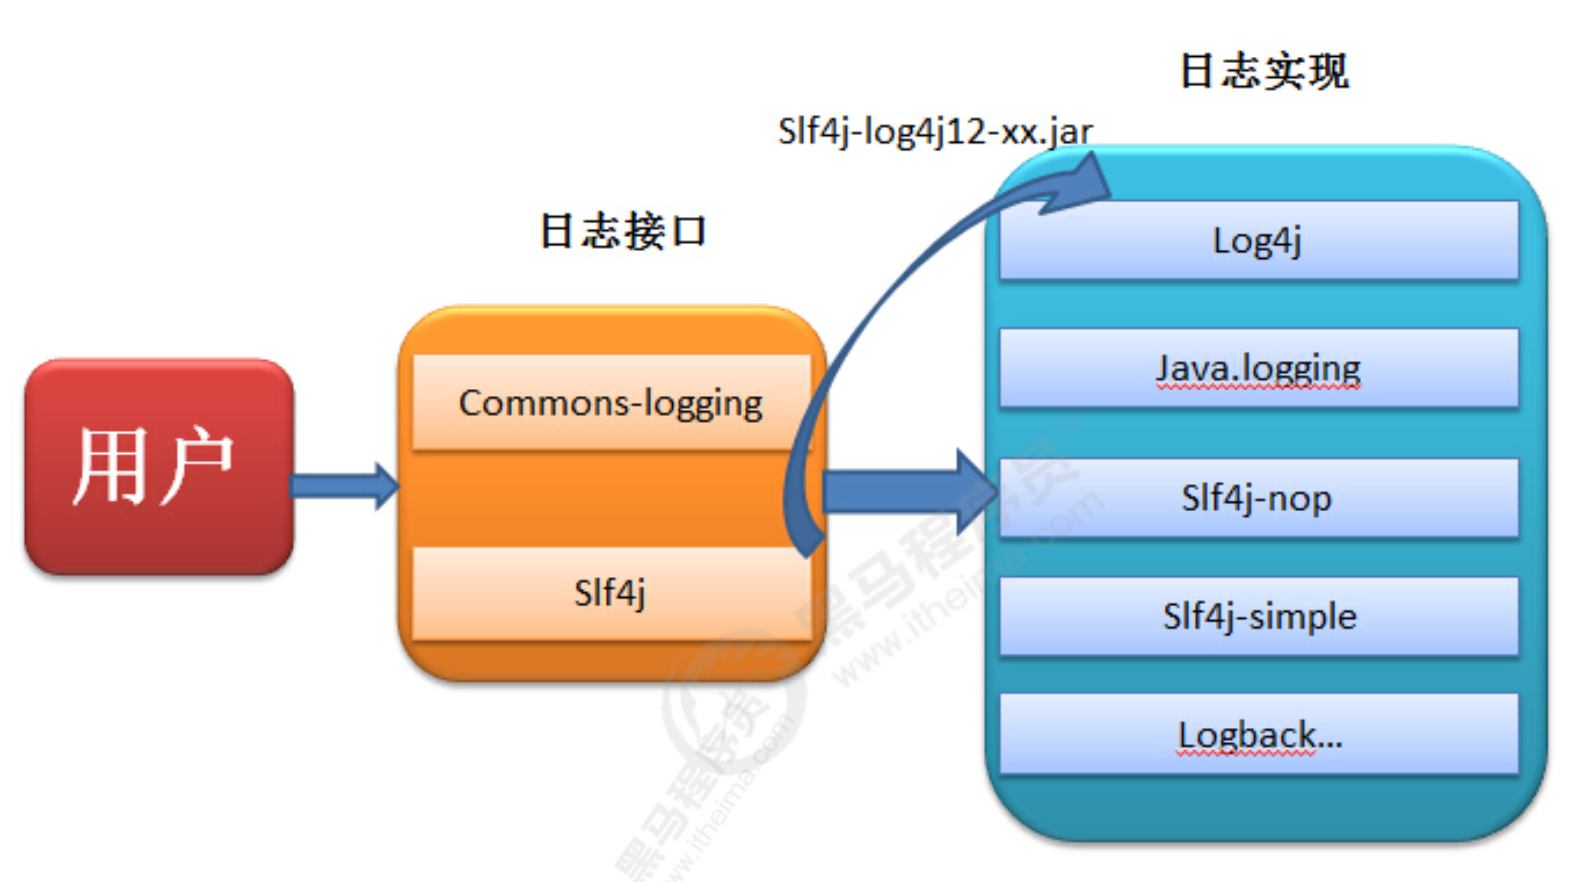 日志实现
Slf4j-log4j12-xx.jar
日志接口
Log4j
Java.logging
Commons-logging
用户
Slf4j-nop
Slf4j
Slf4j-simple
Logback...
黑马程序员
www.itheima.com
黑马程序员
www.itheima.com